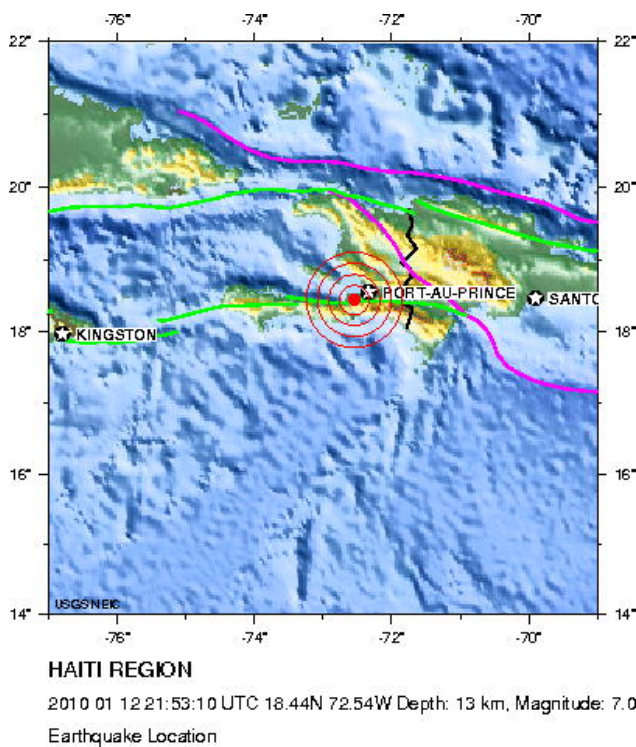 -76° -74° -72° -70°
22° 22°
20° 20°
PORT-AU-PRINCE
SANTO
18° 18°
KINGSTON
16° 16°
14° 14°
USGS NEIC
-76° -74° -72° -70°
HAITI REGION
2010 01 12 21:53:10 UTC 18.44N 72.54W Depth: 13 km, Magnitude: 7.0
Earthquake Location